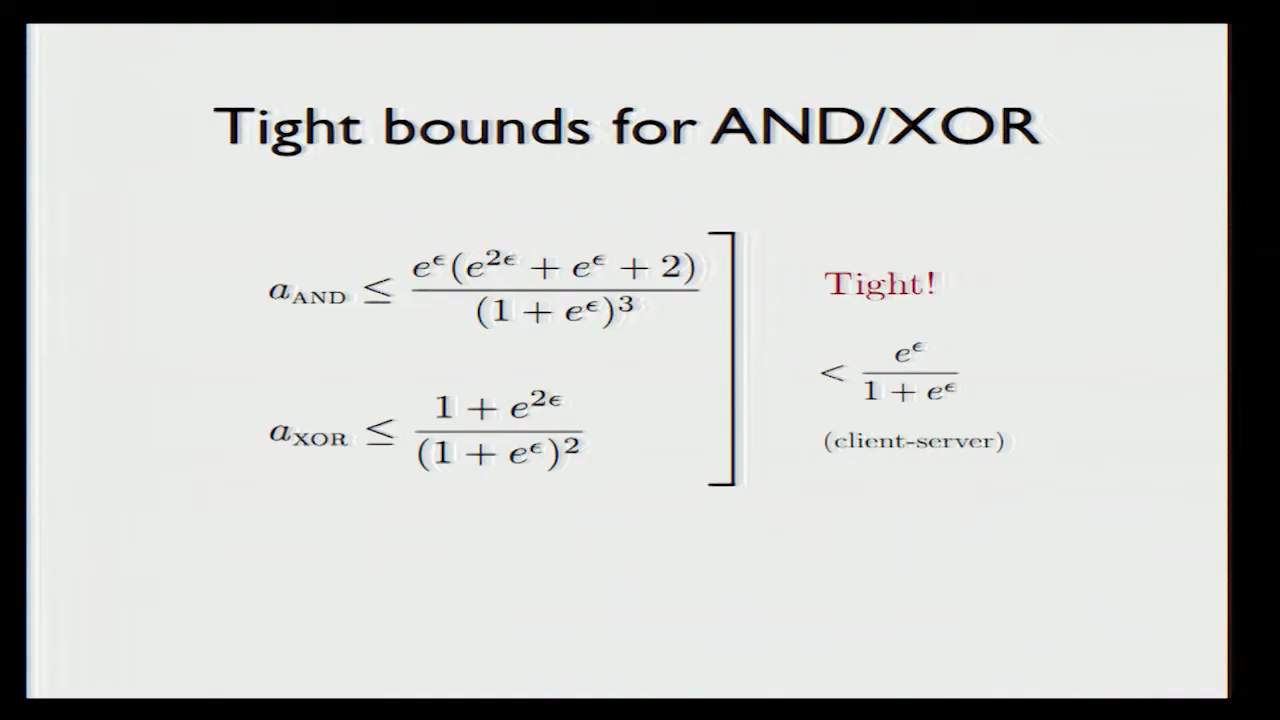 Tight bounds for AND/XOR
a_AND ≤ e^ϵ(e^{2ϵ} + e^ϵ + 2) / (1 + e^ϵ)^3
Tight!
< e^ϵ / (1 + e^ϵ)
a_XOR ≤ (1 + e^{2ϵ}) / (1 + e^ϵ)^2
(client-server)